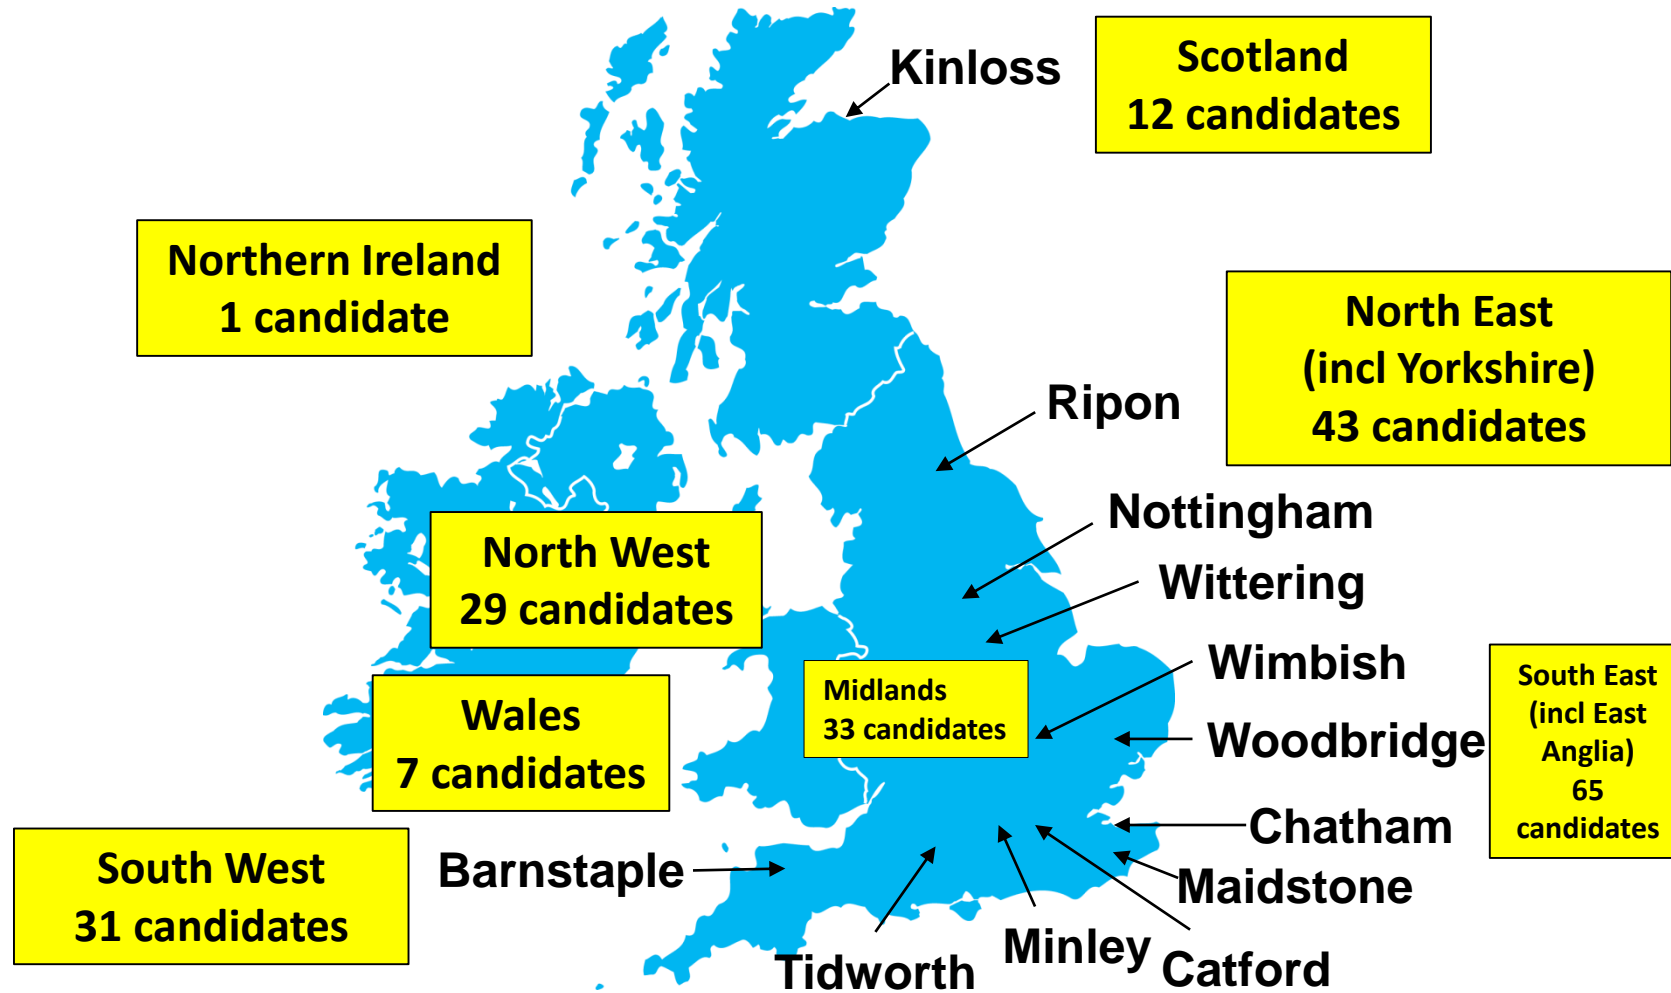 Kinloss
Scotland
12 candidates
Northern Ireland
1 candidate
North East
(incl Yorkshire)
43 candidates
Ripon
Nottingham
North West
29 candidates
Wittering
Wimbish
Midlands
33 candidates
South East
(incl East
Anglia)
65
candidates
Wales
7 candidates
Woodbridge
Chatham
South West
31 candidates
Barnstaple
Maidstone
Tidworth
Minley
Catford